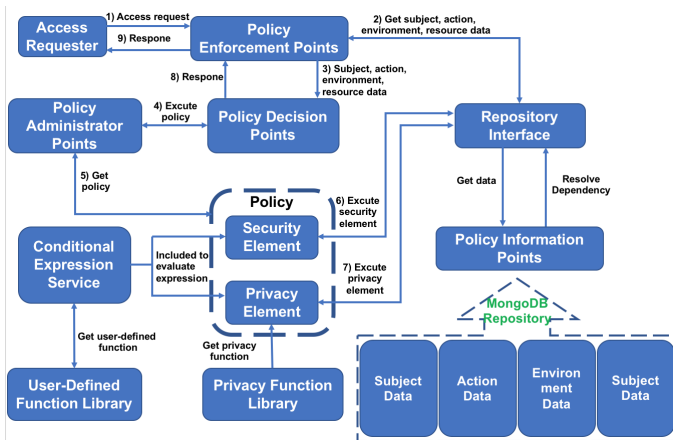 Access
Requester
1) Access request
9) Respone
Policy
Enforcement Points
2) Get subject, action,
environment, resource data
8) Respone
3) Subject, action,
environment,
resource data
Policy
Administrator
Points
4) Excute
policy
Policy Decision
Points
Repository
Interface
5) Get
policy
Get data
Resolve
Dependency
Policy
6) Excute
security
element
Security
Element
Policy Information
Points
Conditional
Expression
Service
Included to
evaluate
expression
7) Excute
privacy
element
Privacy
Element
MongoDB
Repository
Get user-defined
function
Get privacy
function
User-Defined
Function Library
Privacy Function
Library
Subject
Data
Action
Data
Environ
ment
Data
Subject
Data